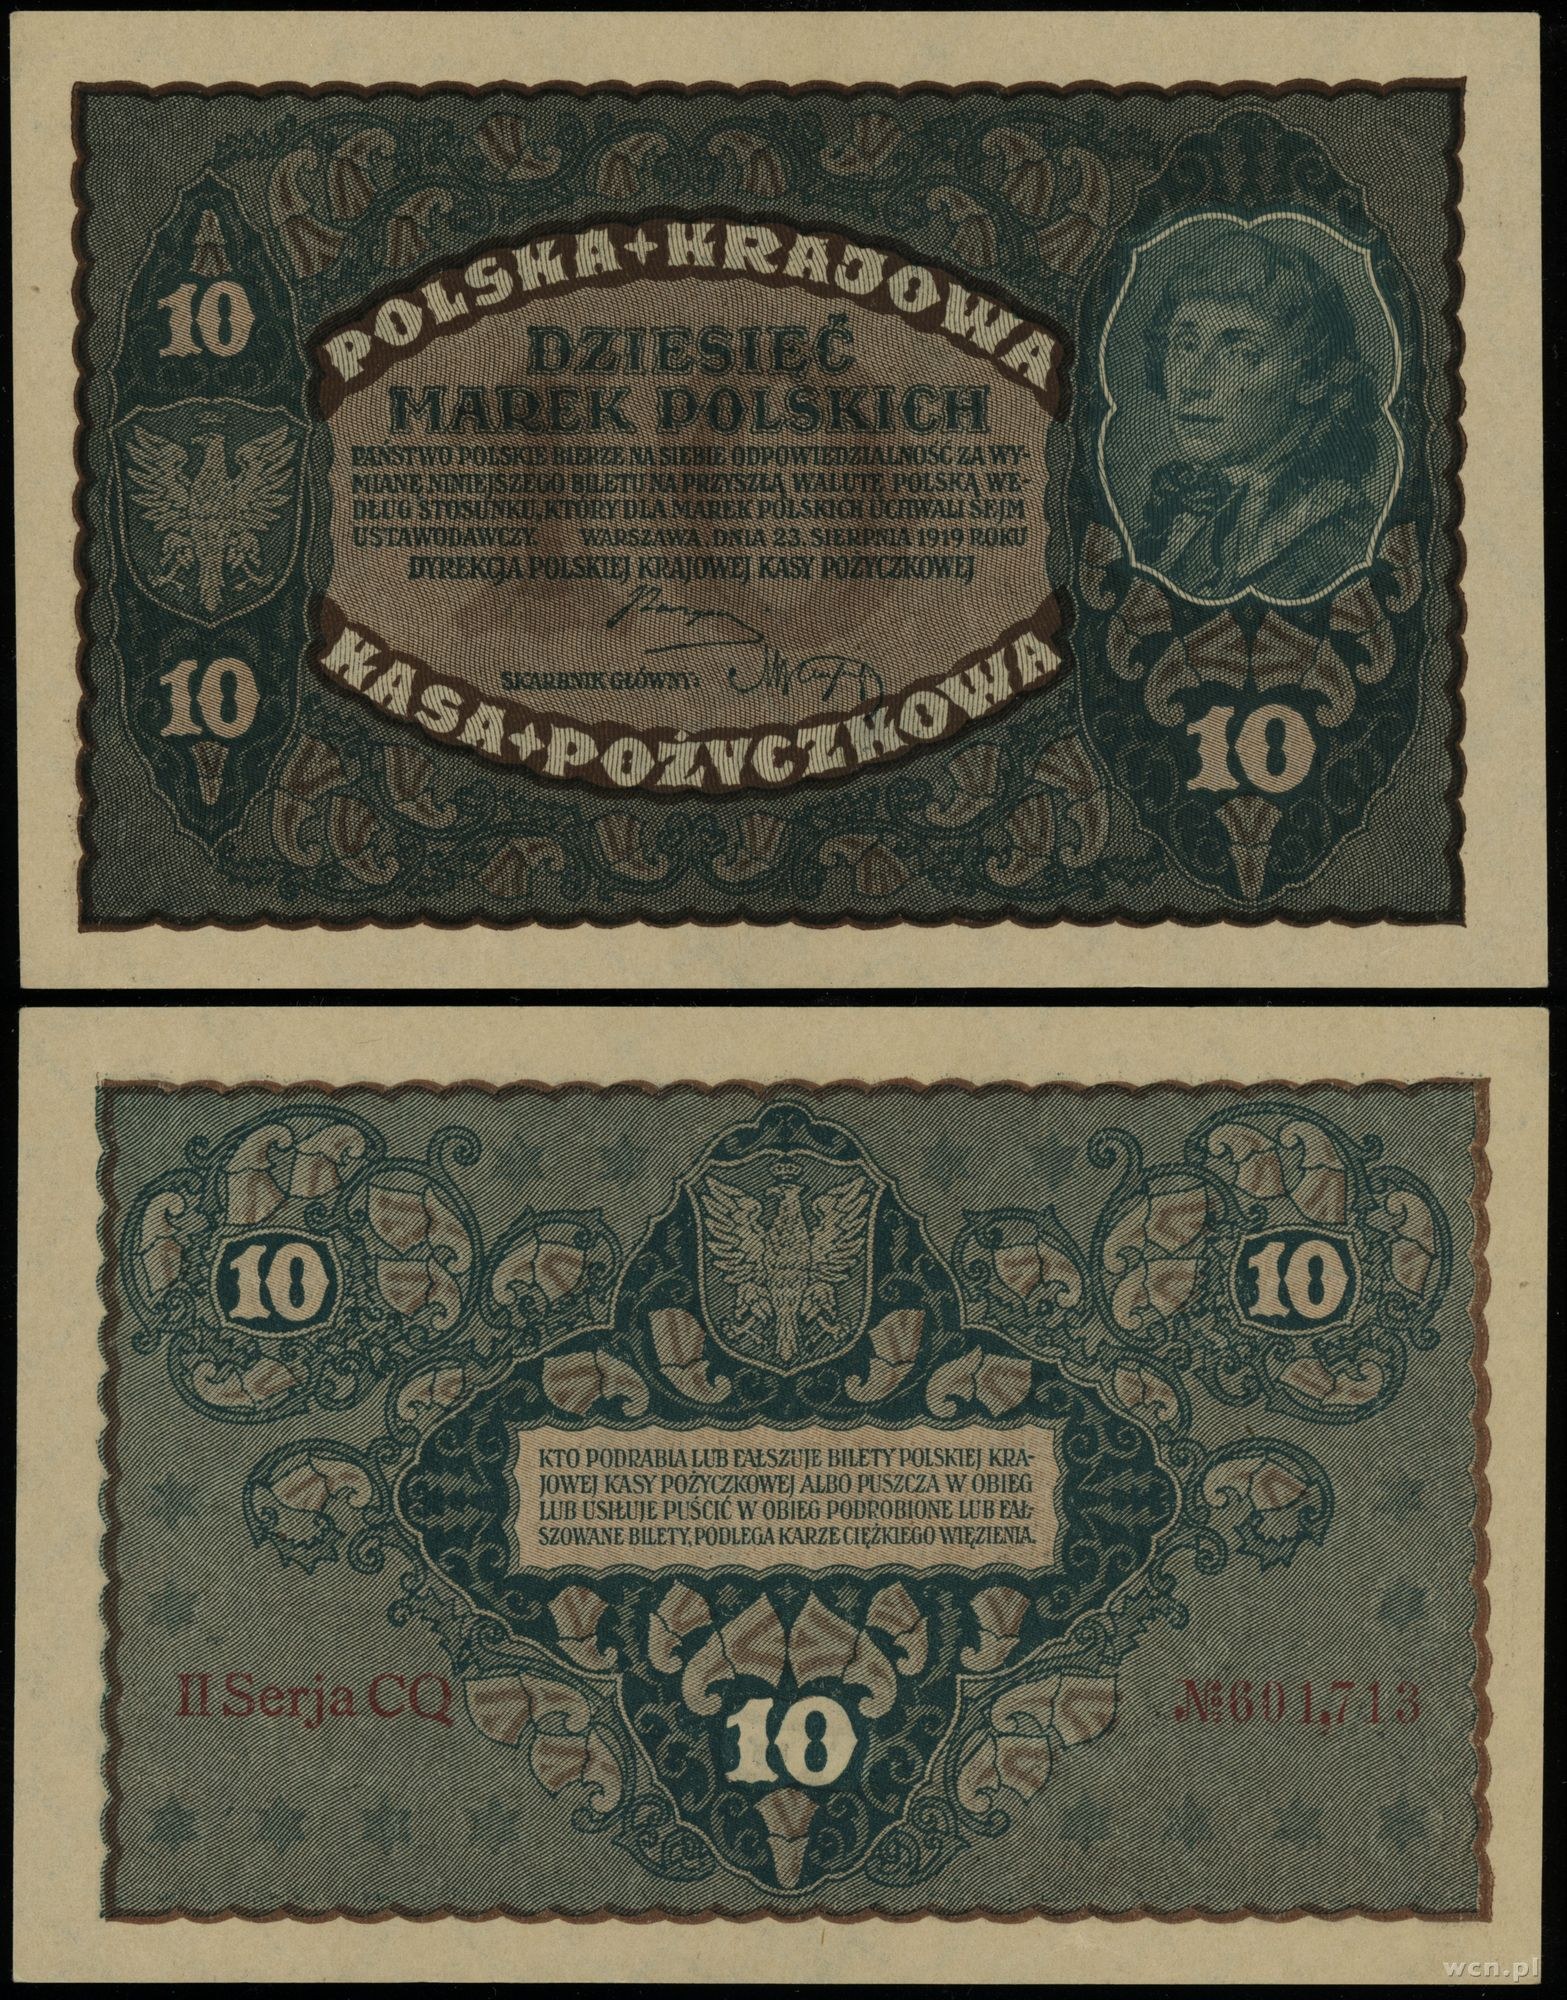 POLSKA + KRAJOWA
10
DZIESIĘĆ
MAREK POLSKICH
PAŃSTWO POLSKIE BIERZE NA SIEBIE ODPOWIEDZIALNOŚĆ ZA WY-
MIANĘ NINIEJSZEGO BILETU NA PRZYSZŁĄ WALUTĘ POLSKĄ WE-
DŁUG STOSUNKU, KTÓRY DLA MAREK POLSKICH UCHWALI SEJM
USTAWODAWCZY. WARSZAWA, DNIA 23. SIERPNIA 1919 ROKU
DYREKCJA POLSKIEJ KRAJOWEJ KASY POŻYCZKOWEJ
SKARBNIK GŁÓWNY:
10
10
KASA + POŻYCZKOWA
10
10
KTO PODRABIA LUB FAŁSZUJE BILETY POLSKIEJ KRA-
JOWEJ KASY POŻYCZKOWEJ ALBO PUSZCZA W OBIEG
LUB USIŁUJE PUŚCIĆ W OBIEG PODROBIONE LUB FAŁ-
SZOWANE BILETY, PODLEGA KARZE CIĘŻKIEGO WIĘZIENIA.
II Serja CQ
№ 601,713
10
wcn.pl